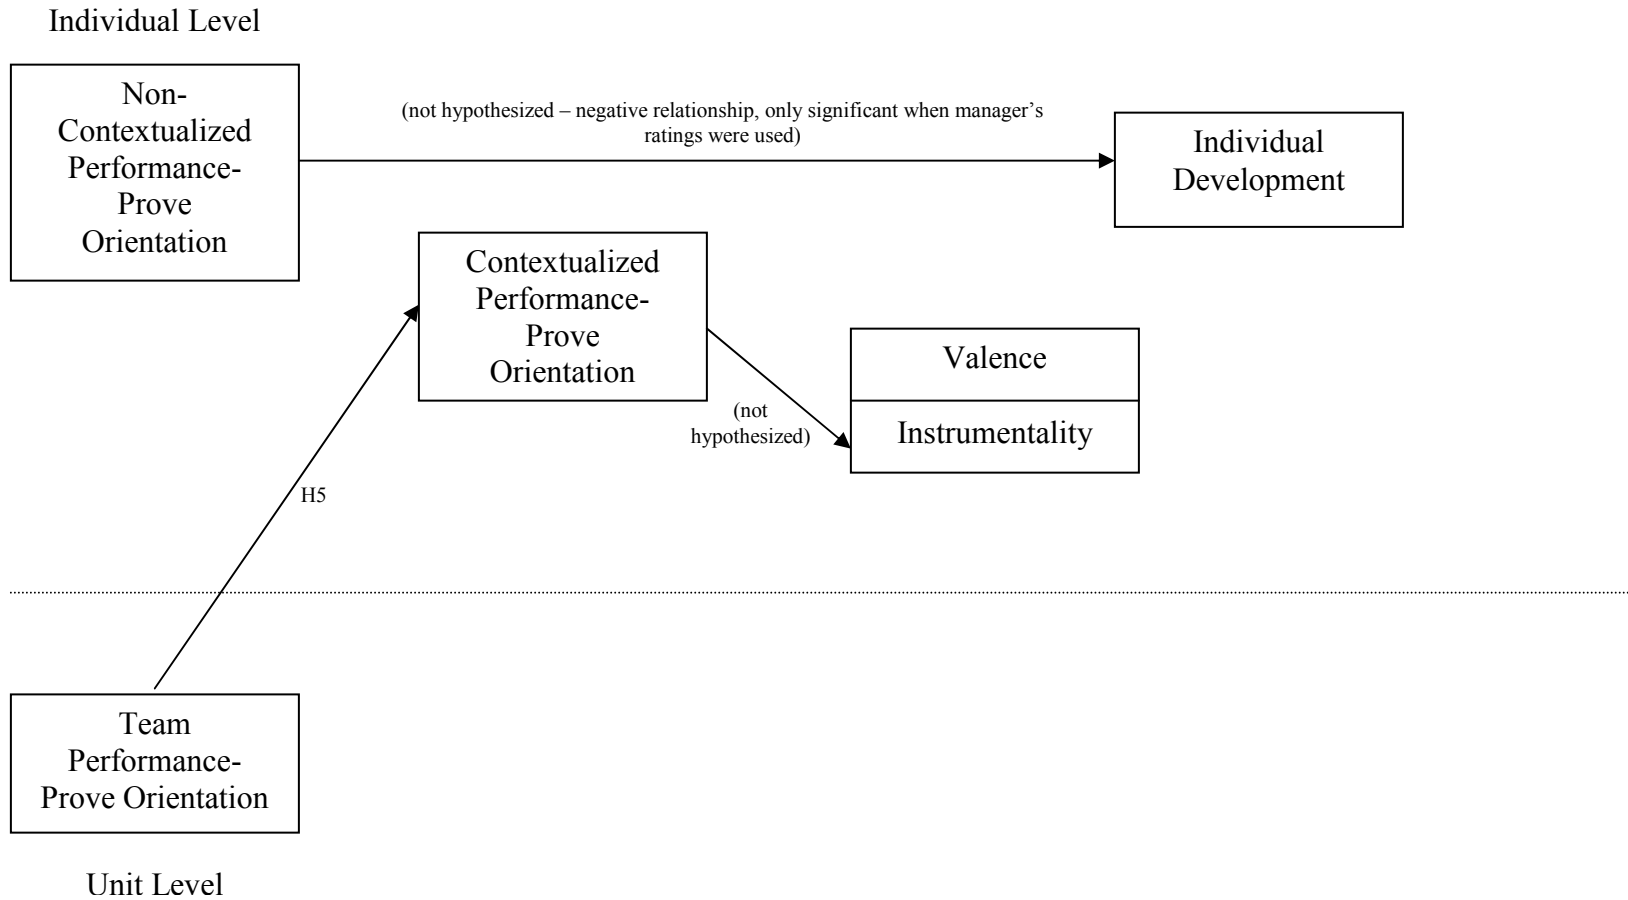 Individual Level
Non-
Contextualized
Performance-
Prove
Orientation
(not hypothesized – negative relationship, only significant when manager’s
ratings were used)
Individual
Development
Contextualized
Performance-
Prove
Orientation
Valence
(not
hypothesized)
Instrumentality
H5
Team
Performance-
Prove Orientation
Unit Level